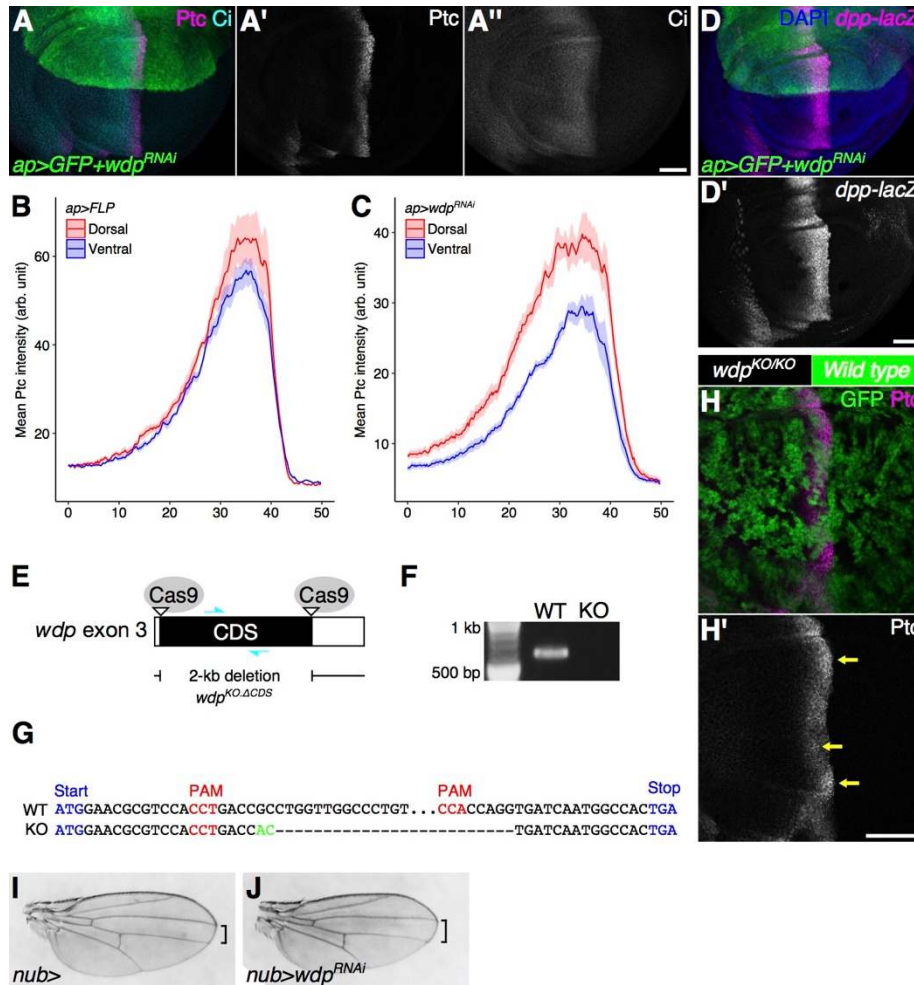 A Ptc Ci
ap>GFP+wdpRNAi
A' Ptc
A'' Ci
D DAPI dpp-lacZ
ap>GFP+wdpRNAi
D' dpp-lacZ
B
ap>FLP
Dorsal
Ventral
Mean Ptc intensity (arb. unit)
60
40
20
0 10 20 30 40 50
C
ap>wdpRNAi
Dorsal
Ventral
Mean Ptc intensity (arb. unit)
40
30
20
10
0 10 20 30 40 50
wdpKO/KO Wild type
H GFP Ptc
H' Ptc
E
Cas9 Cas9
wdp exon 3 CDS
2-kb deletion
wdpKO.ΔCDS
F
WT KO
1 kb
500 bp
G
Start PAM PAM Stop
WT ATGGAACGCGTCCACCTGACCGCCTGGTTGGCCCTGT...CCACCAGGTGATCAATGGCCACTGA
KO ATGGAACGCGTCCACCTGACCAC----------------------TGATCAATGGCCACTGA
I
nub>
J
nub>wdpRNAi